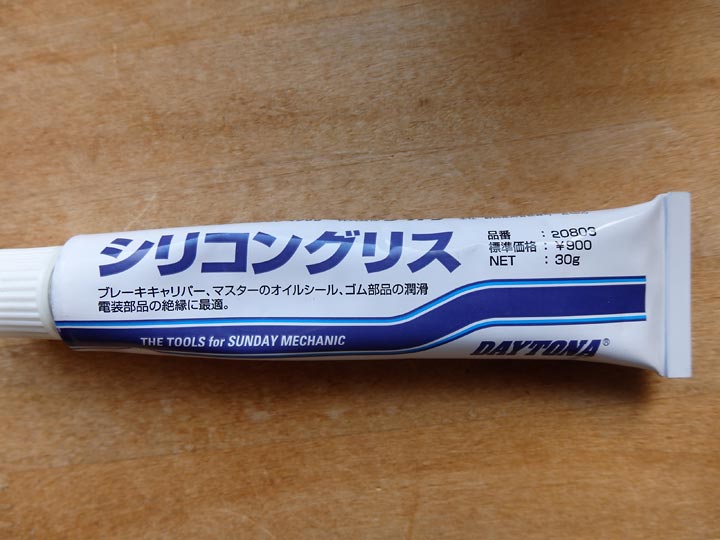 シリコングリス
品番 : 20803
標準価格 : ¥900
NET : 30g
ブレーキキャリパー、マスターのオイルシール、ゴム部品の潤滑
電装部品の絶縁に最適。
THE TOOLS for SUNDAY MECHANIC
DAYTONA®